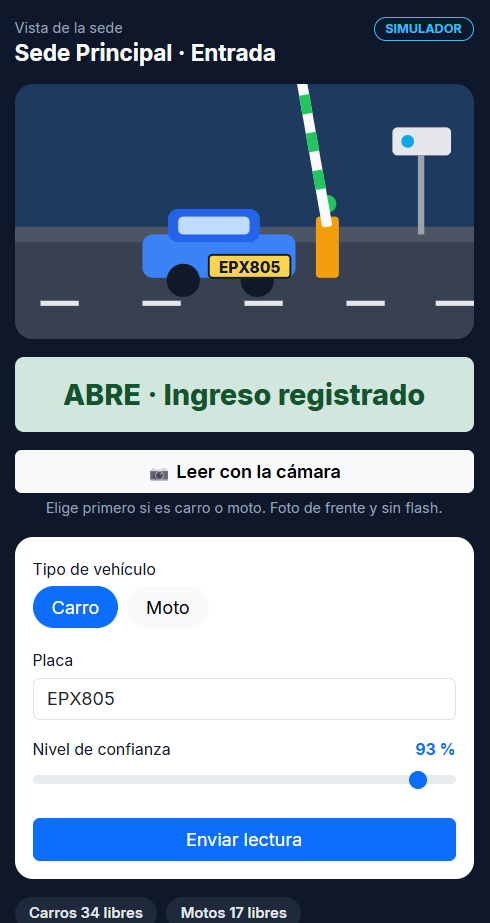 Vista de la sede
SIMULADOR
Sede Principal · Entrada
EPX805
ABRE · Ingreso registrado
Leer con la cámara
Elige primero si es carro o moto. Foto de frente y sin flash.
Tipo de vehículo
Carro
Moto
Placa
EPX805
Nivel de confianza
93 %
Enviar lectura
Carros 34 libres
Motos 17 libres